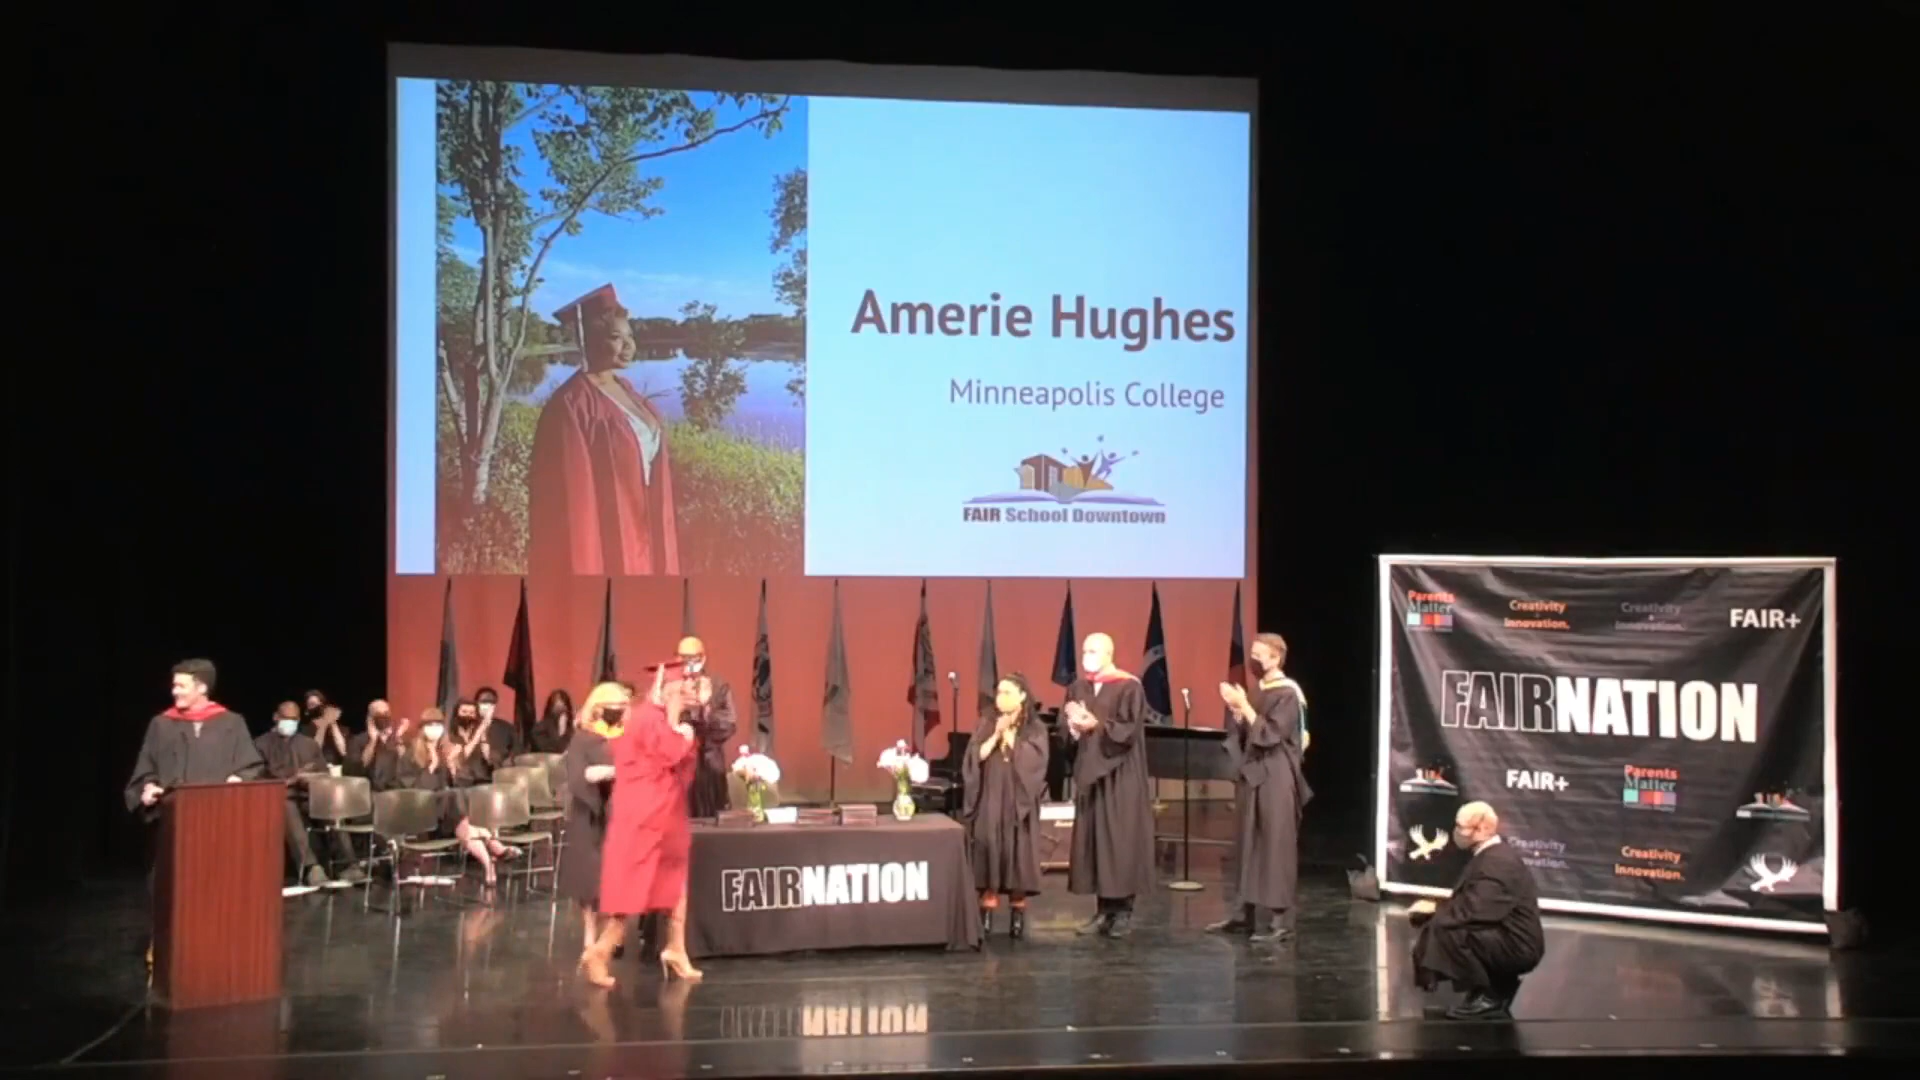 Amerie Hughes
Minneapolis College
FAIR School Downtown
Parents
Matter
Creativity
+
Innovation.
Creativity
+
Innovation.
FAIR+
FAIRNATION
FAIR+
Parents
Matter
Creativity
Creativity
+
Innovation.
FAIRNATION